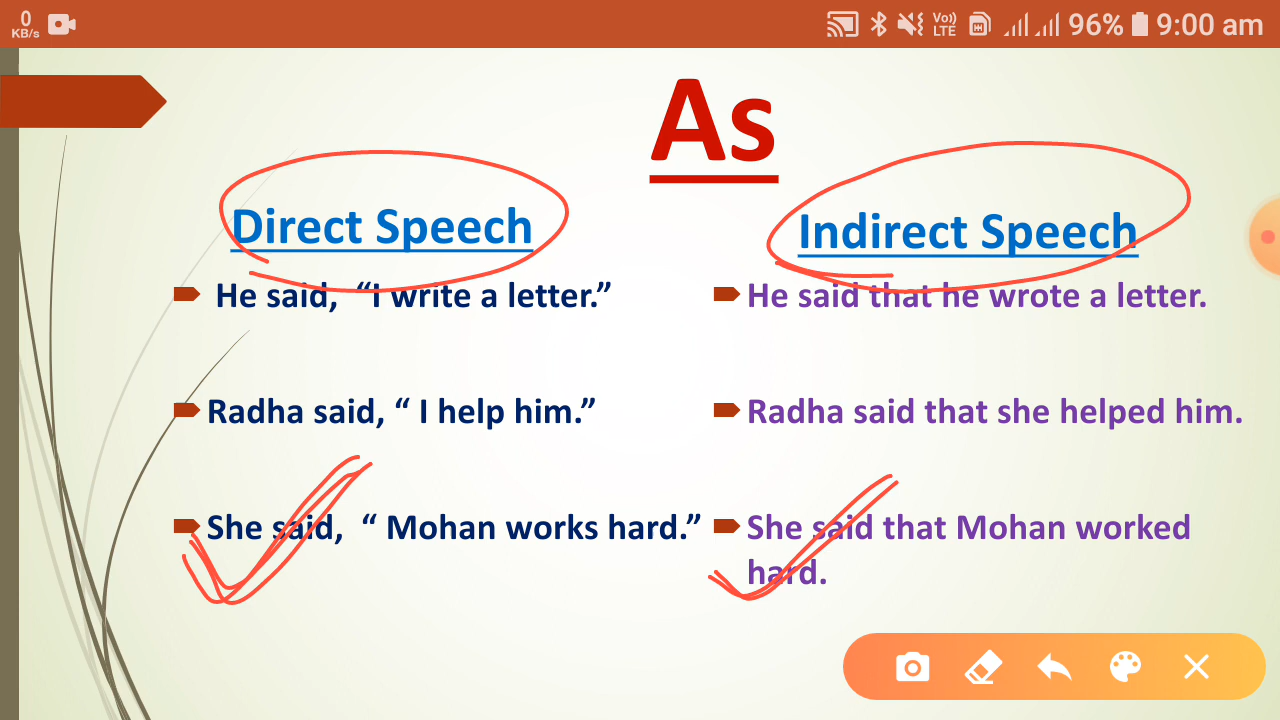 0
KB/s
Vo))
LTE
96%
9:00 am
As
Direct Speech
Indirect Speech
He said, “I write a letter.”
He said that he wrote a letter.
Radha said, “ I help him.”
Radha said that she helped him.
She said, “ Mohan works hard.”
She said that Mohan worked
hard.